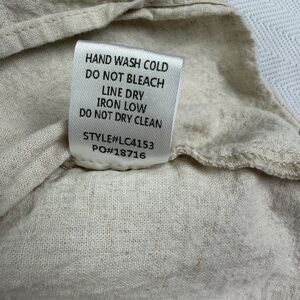 HAND WASH COLD
DO NOT BLEACH
LINE DRY
IRON LOW
DO NOT DRY CLEAN
STYLE#LC4153
PO#18716